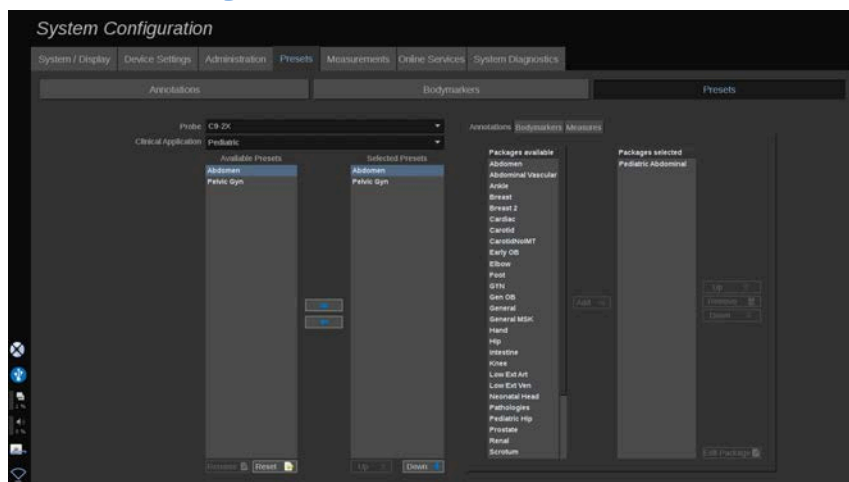 System Configuration
System / Display Device Settings Administration Presets Measurements Online Services System Diagnostics
Annotations Bodymarkers Presets
Probe C9-2X
Clinical Application Pediatric
Annotations Bodymarkers Measures
Available Presets Selected Presets
Abdomen Abdomen
Pelvic Gyn Pelvic Gyn
Packages available Packages selected
Abdomen Pediatric Abdominal
Abdominal Vascular
Ankle
Breast
Breast 2
Cardiac
Carotid
CarotidNoIMT
Early OB
Elbow
Foot
GYN
Gen OB
General
General MSK
Hand
Hip
Intestine
Knee
Low Ext Art
Low Ext Ven
Neonatal Head
Pathologies
Pediatric Hip
Prostate
Renal
Scrotum
Add
Up
Remove
Down
Edit Package
Rename Reset Up Down